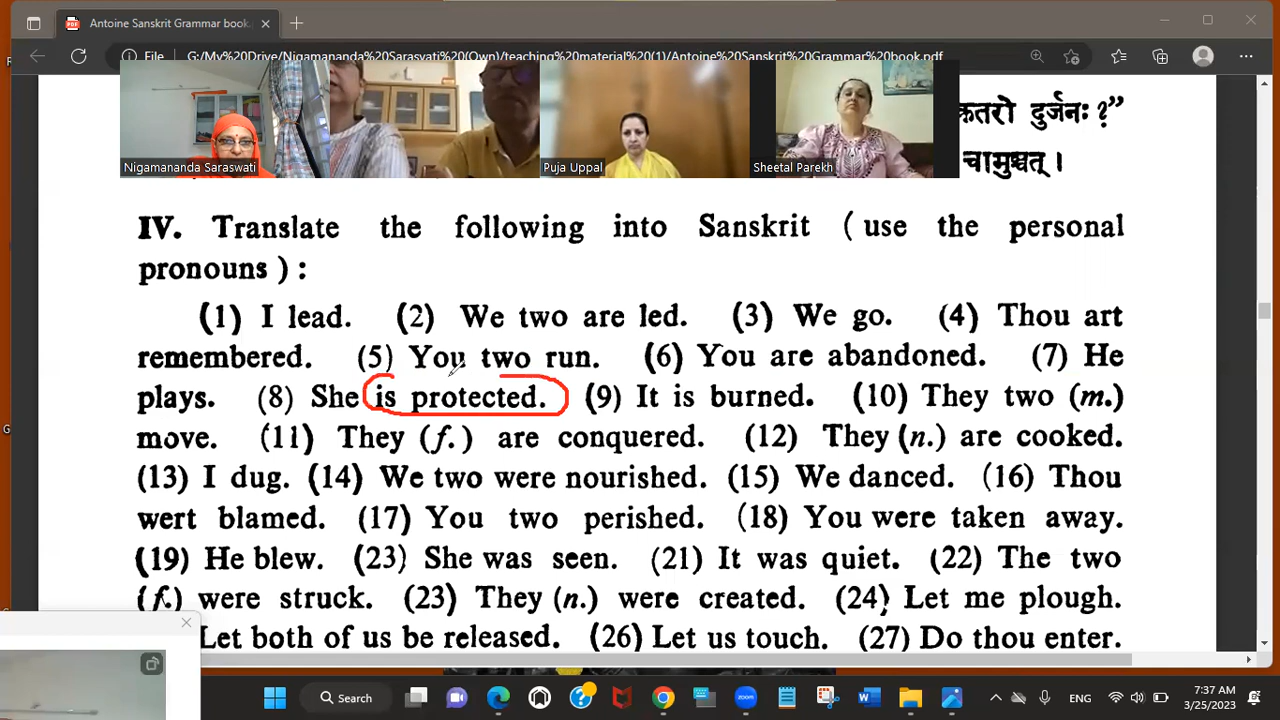 Antoine Sanskrit Grammar book.
File
G:/My%20Drive/Nigamananda%20Sarasvati%20(Own)/teaching%20material%20(1)/Antoine%20Sanskrit%20Grammar%20book.pdf
Nigamananda Saraswati
Puja Uppal
Sheetal Parekh
क्रतरो दुर्जनः?”
चामुञ्चत् ।
IV. Translate the following into Sanskrit ( use the personal
pronouns ) :
(1) I lead. (2) We two are led. (3) We go. (4) Thou art
remembered. (5) You two run. (6) You are abandoned. (7) He
plays. (8) She is protected. (9) It is burned. (10) They two (m.)
move. (11) They (f.) are conquered. (12) They (n.) are cooked.
(13) I dug. (14) We two were nourished. (15) We danced. (16) Thou
wert blamed. (17) You two perished. (18) You were taken away.
(19) He blew. (23) She was seen. (21) It was quiet. (22) The two
(f.) were struck. (23) They (n.) were created. (24) Let me plough.
Let both of us be released. (26) Let us touch. (27) Do thou enter.
Search
ENG
7:37 AM
3/25/2023